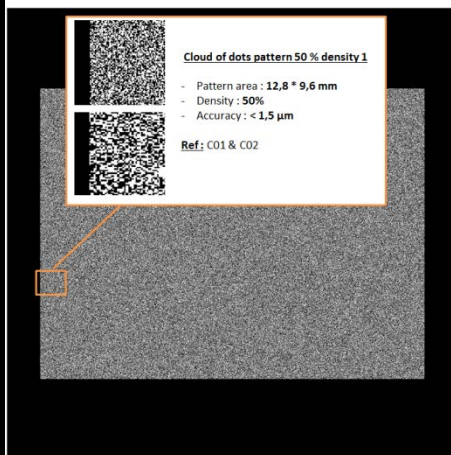 Cloud of dots pattern 50 % density 1
- Pattern area : 12,8 * 9,6 mm
- Density : 50%
- Accuracy : < 1,5 µm
Ref : C01 & C02